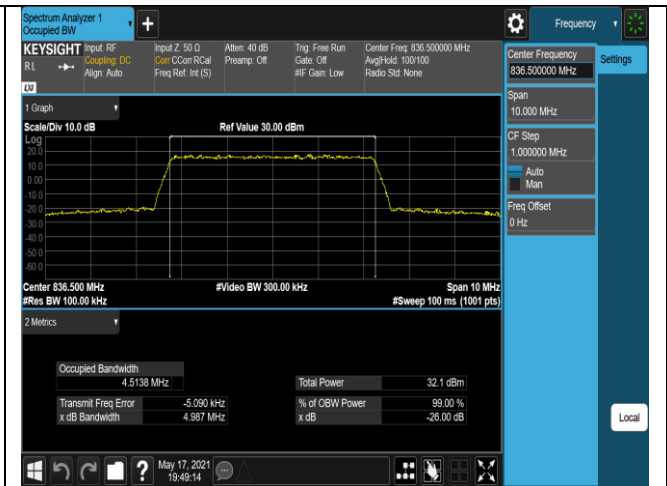 Spectrum Analyzer 1
Occupied BW
+
Frequency
KEYSIGHT
RL
LXI
Input: RF
Coupling: DC
Align: Auto
Input Z: 50 Ω
Corr CCorr RCal
Freq Ref: Int (S)
Atten: 40 dB
Preamp: Off
Trig: Free Run
Gate: Off
#IF Gain: Low
Center Freq: 836.500000 MHz
Avg|Hold: 100/100
Radio Std: None
Center Frequency
836.500000 MHz
Settings
Span
10.000 MHz
CF Step
1.000000 MHz
Auto
Man
Freq Offset
0 Hz
Local
1 Graph
Scale/Div 10.0 dB
Ref Value 30.00 dBm
Log
20.0
10.0
0.00
-10.0
-20.0
-30.0
-40.0
-50.0
-60.0
Center 836.500 MHz
#Video BW 300.00 kHz
Span 10 MHz
#Res BW 100.00 kHz
#Sweep 100 ms (1001 pts)
2 Metrics
Occupied Bandwidth
4.5138 MHz
Total Power 32.1 dBm
Transmit Freq Error -5.090 kHz
% of OBW Power 99.00 %
x dB Bandwidth 4.987 MHz
x dB -26.00 dB
?
May 17, 2021
19:49:14